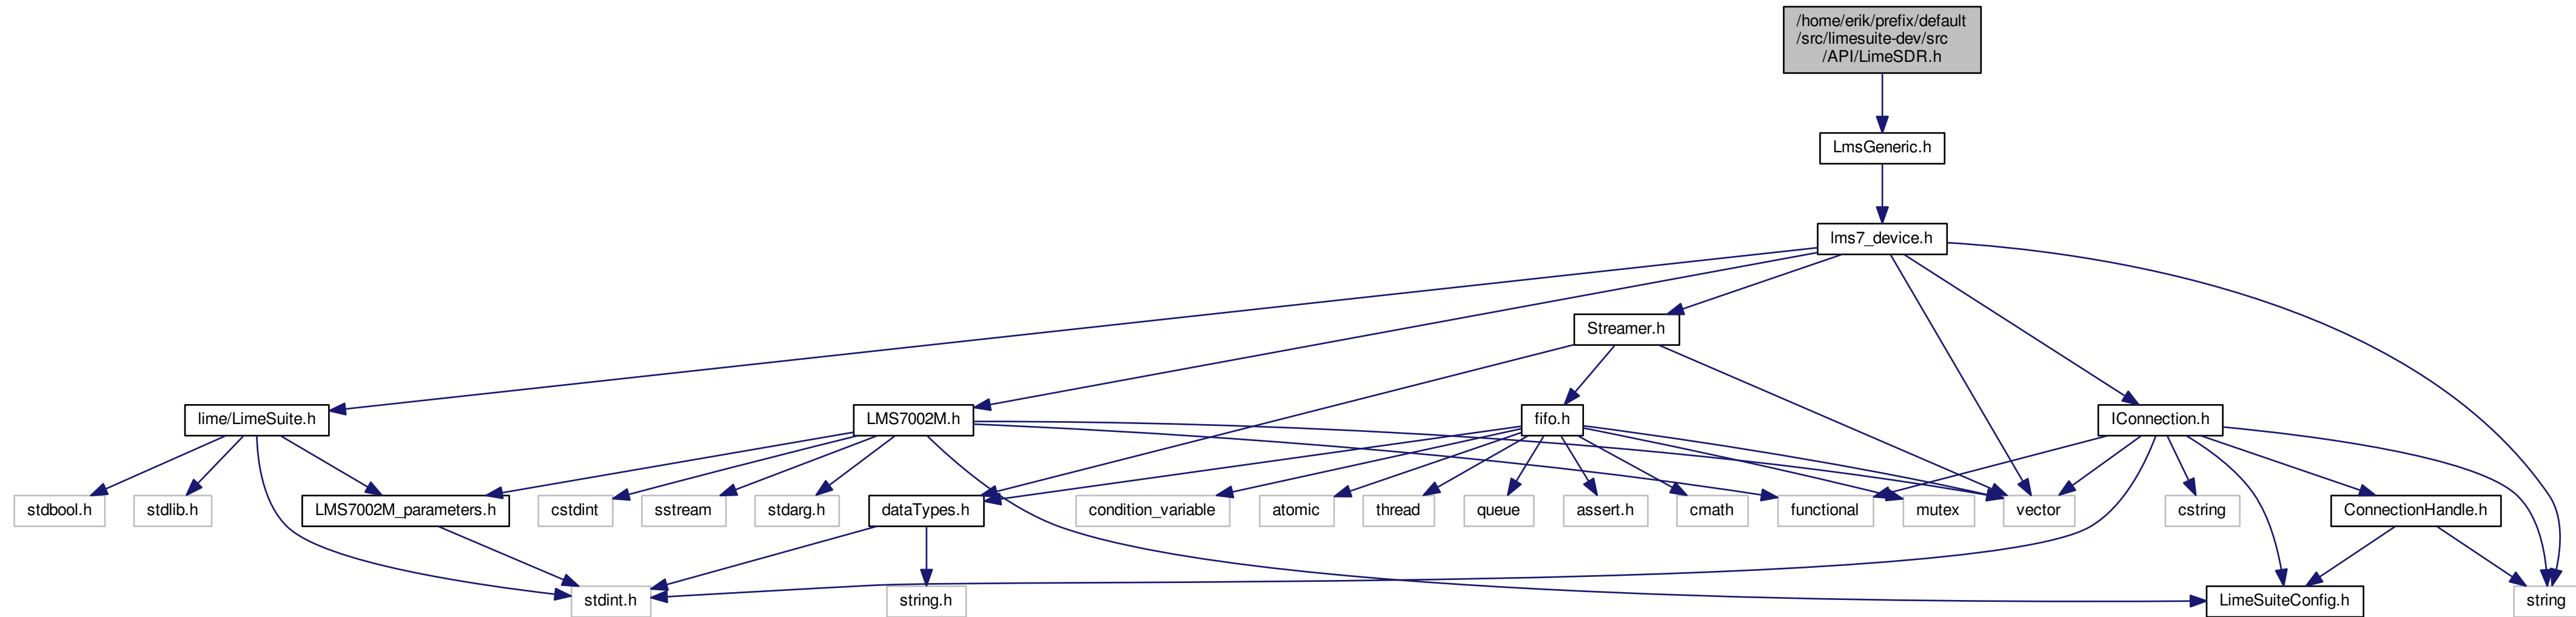 /home/erik/prefix/default
/src/limesuite-dev/src
/API/LimeSDR.h
LmsGeneric.h
lms7_device.h
Streamer.h
lime/LimeSuite.h
LMS7002M.h
fifo.h
IConnection.h
stdbool.h
stdlib.h
LMS7002M_parameters.h
cstdint
sstream
stdarg.h
dataTypes.h
condition_variable
atomic
thread
queue
assert.h
cmath
functional
mutex
vector
cstring
ConnectionHandle.h
stdint.h
string.h
LimeSuiteConfig.h
string